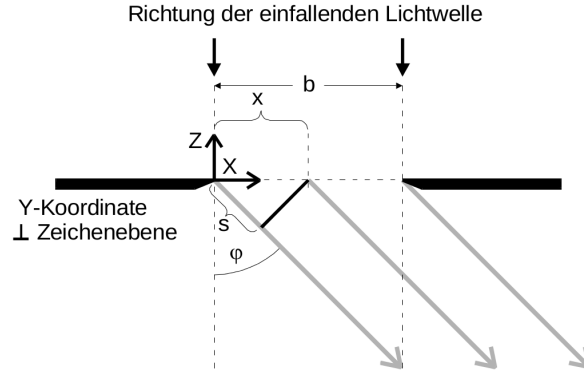 Richtung der einfallenden Lichtwelle
b
x
Z
X
s
Y-Koordinate
⊥ Zeichenebene
φ